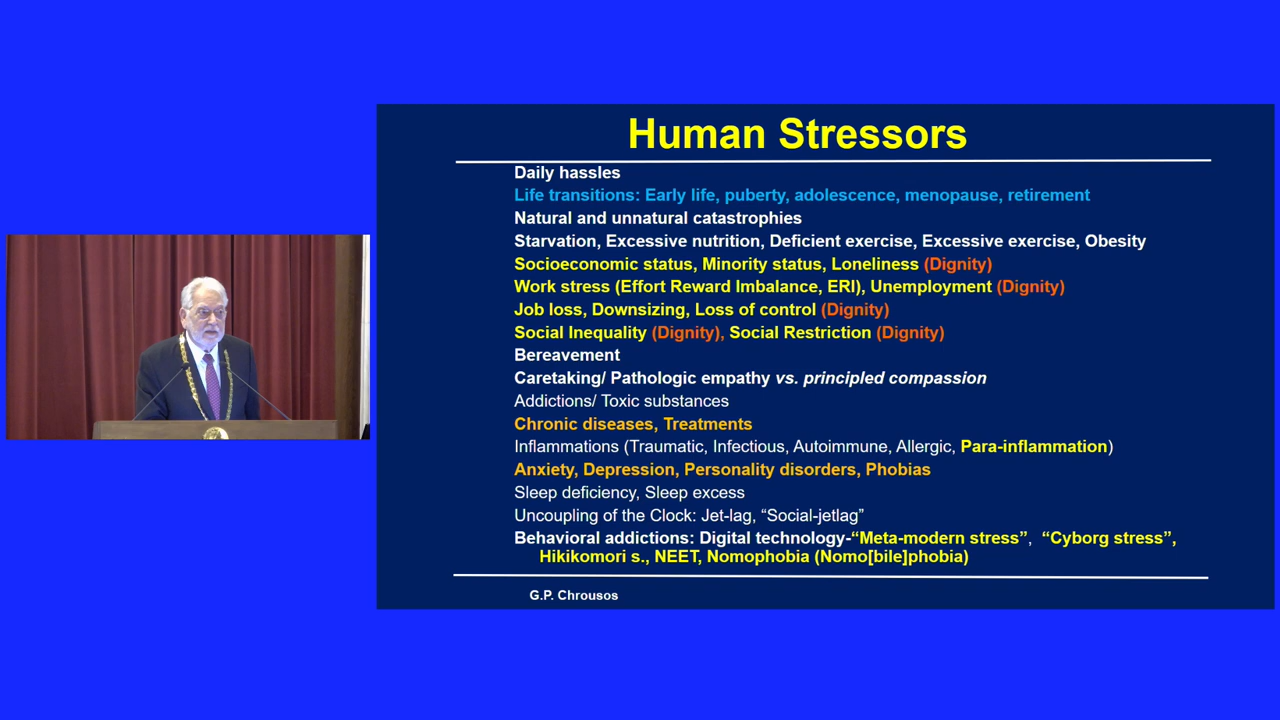 Human Stressors
Daily hassles
Life transitions: Early life, puberty, adolescence, menopause, retirement
Natural and unnatural catastrophies
Starvation, Excessive nutrition, Deficient exercise, Excessive exercise, Obesity
Socioeconomic status, Minority status, Loneliness (Dignity)
Work stress (Effort Reward Imbalance, ERI), Unemployment (Dignity)
Job loss, Downsizing, Loss of control (Dignity)
Social Inequality (Dignity), Social Restriction (Dignity)
Bereavement
Caretaking/ Pathologic empathy vs. principled compassion
Addictions/ Toxic substances
Chronic diseases, Treatments
Inflammations (Traumatic, Infectious, Autoimmune, Allergic, Para-inflammation)
Anxiety, Depression, Personality disorders, Phobias
Sleep deficiency, Sleep excess
Uncoupling of the Clock: Jet-lag, “Social-jetlag”
Behavioral addictions: Digital technology-“Meta-modern stress”, “Cyborg stress”,
Hikikomori s., NEET, Nomophobia (Nomo[bile]phobia)
G.P. Chrousos